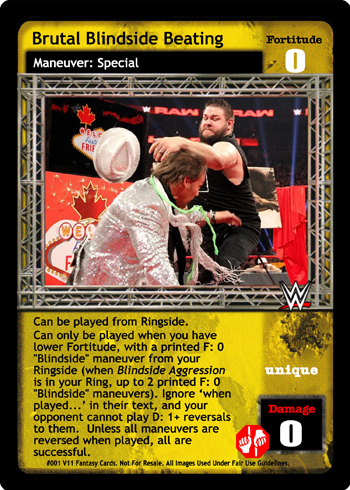 Brutal Blindside Beating
Fortitude
0
Maneuver: Special
RAW
RAW
WEL
FRIE
Can be played from Ringside.
Can only be played when you have
lower Fortitude, with a printed F: 0
"Blindside" maneuver from your
Ringside (when Blindside Aggression
is in your Ring, up to 2 printed F: 0
"Blindside" maneuvers). Ignore 'when
played...' in their text, and your
opponent cannot play D: 1+ reversals
to them.  Unless all maneuvers are
reversed when played, all are
successful.
unique
Damage
0
#001 V11 Fantasy Cards. Not For Resale. All Images Used Under Fair Use Guidelines.